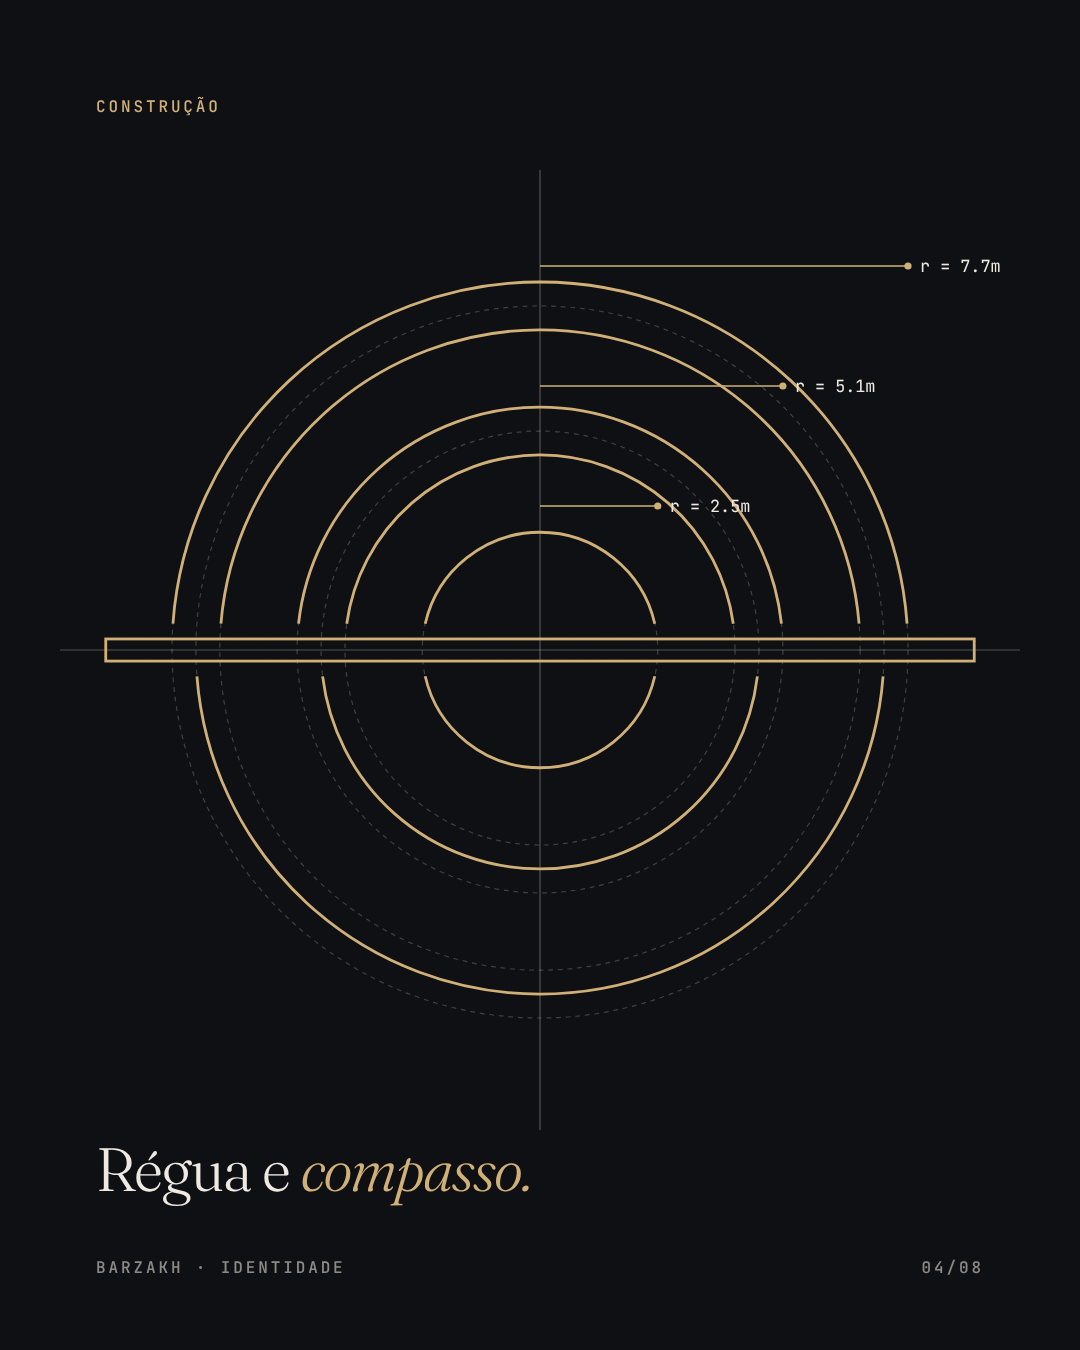 CONSTRUÇÃO
r = 7.7m
r = 5.1m
r = 2.5m
Régua e compasso.
BARZAKH · IDENTIDADE
04/08